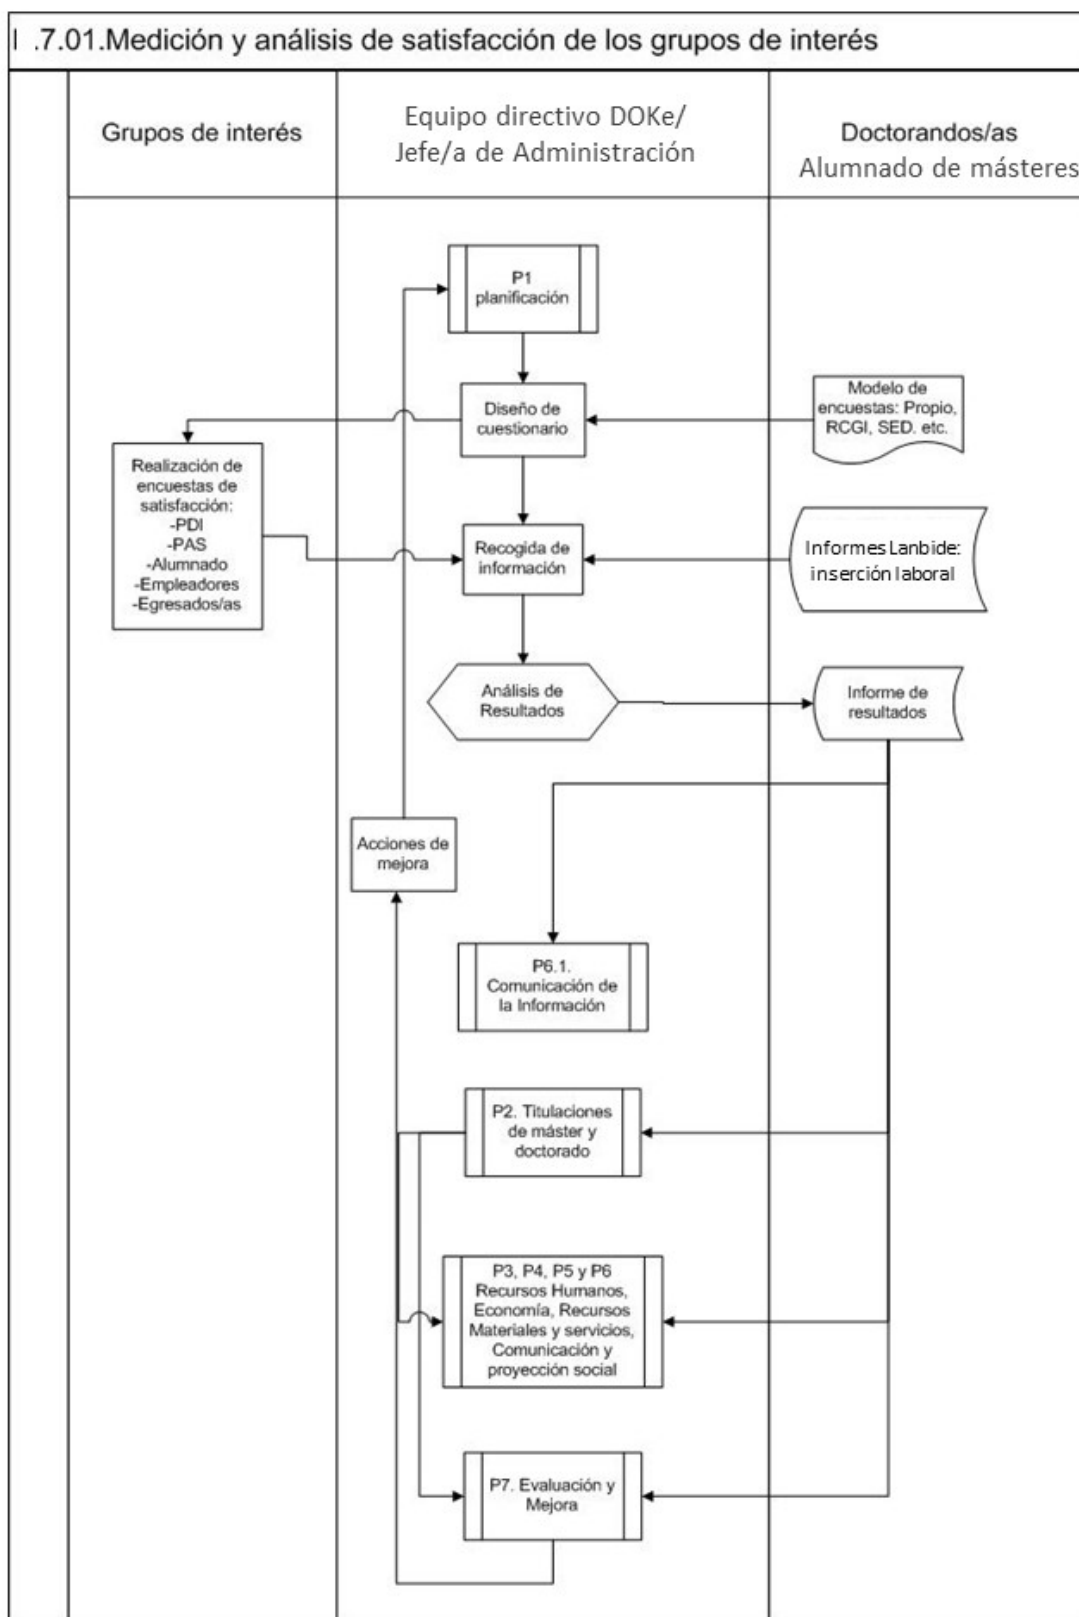 .7.01.Medición y análisis de satisfacción de los grupos de interés
Grupos de interés
Equipo directivo DOKe/
Jefe/a de Administración
Doctorandos/as
Alumnado de másteres
P1
planificación
Diseño de
cuestionario
Modelo de
encuestas: Propio,
RCGI, SED. etc.
Realización de
encuestas de
satisfacción:
-PDI
-PAS
-Alumnado
-Empleadores
-Egresados/as
Recogida de
información
Informes Lanbide:
inserción laboral
Análisis de
Resultados
Informe de
resultados
Acciones de
mejora
P6.1.
Comunicación de
la Información
P2. Titulaciones
de máster y
doctorado
P3, P4, P5 y P6
Recursos Humanos,
Economía, Recursos
Materiales y servicios,
Comunicación y
proyección social
P7. Evaluación y
Mejora